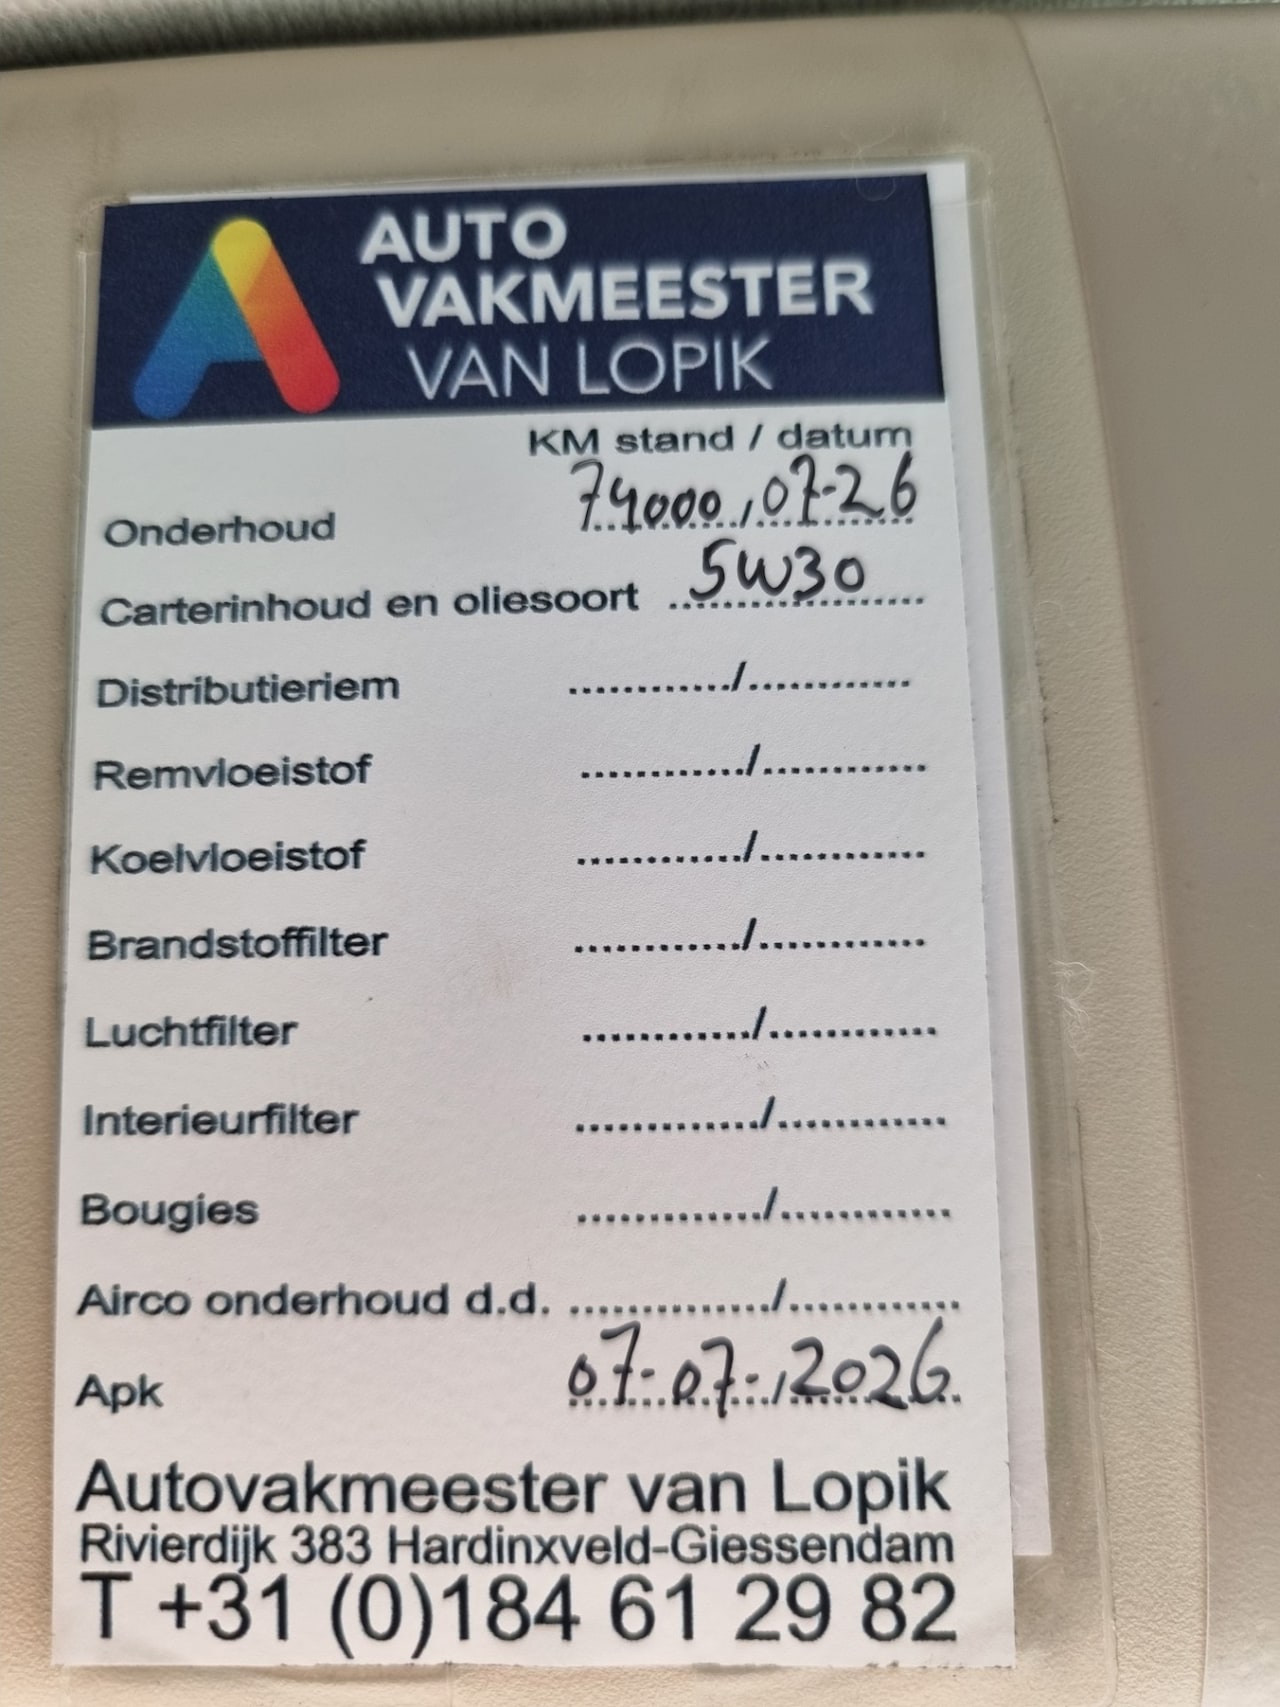 AUTO
VAKMEESTER
VAN LOPIK
KM stand / datum
Onderhoud 74000 / 07-26
Carterinhoud en oliesoort 5W30
Distributieriem ............/............
Remvloeistof ............/............
Koelvloeistof ............/............
Brandstoffilter ............/............
Luchtfilter ............/............
Interieurfilter ............/............
Bougies ............/............
Airco onderhoud d.d. ............/............
Apk 07-07-/2026
Autovakmeester van Lopik
Rivierdijk 383 Hardinxveld-Giessendam
T +31 (0)184 61 29 82